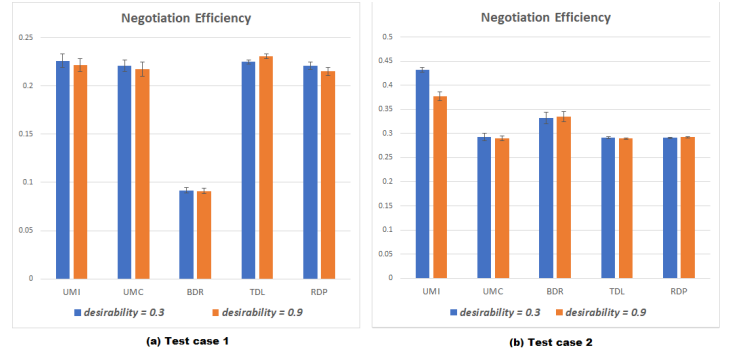 Negotiation Efficiency
0.25
0.2
0.15
0.1
0.05
0
UMI UMC BDR TDL RDP
desirability = 0.3 desirability = 0.9
(a) Test case 1
Negotiation Efficiency
0.5
0.45
0.4
0.35
0.3
0.25
0.2
0.15
0.1
0.05
0
UMI UMC BDR TDL RDP
desirability = 0.3 desirability = 0.9
(b) Test case 2